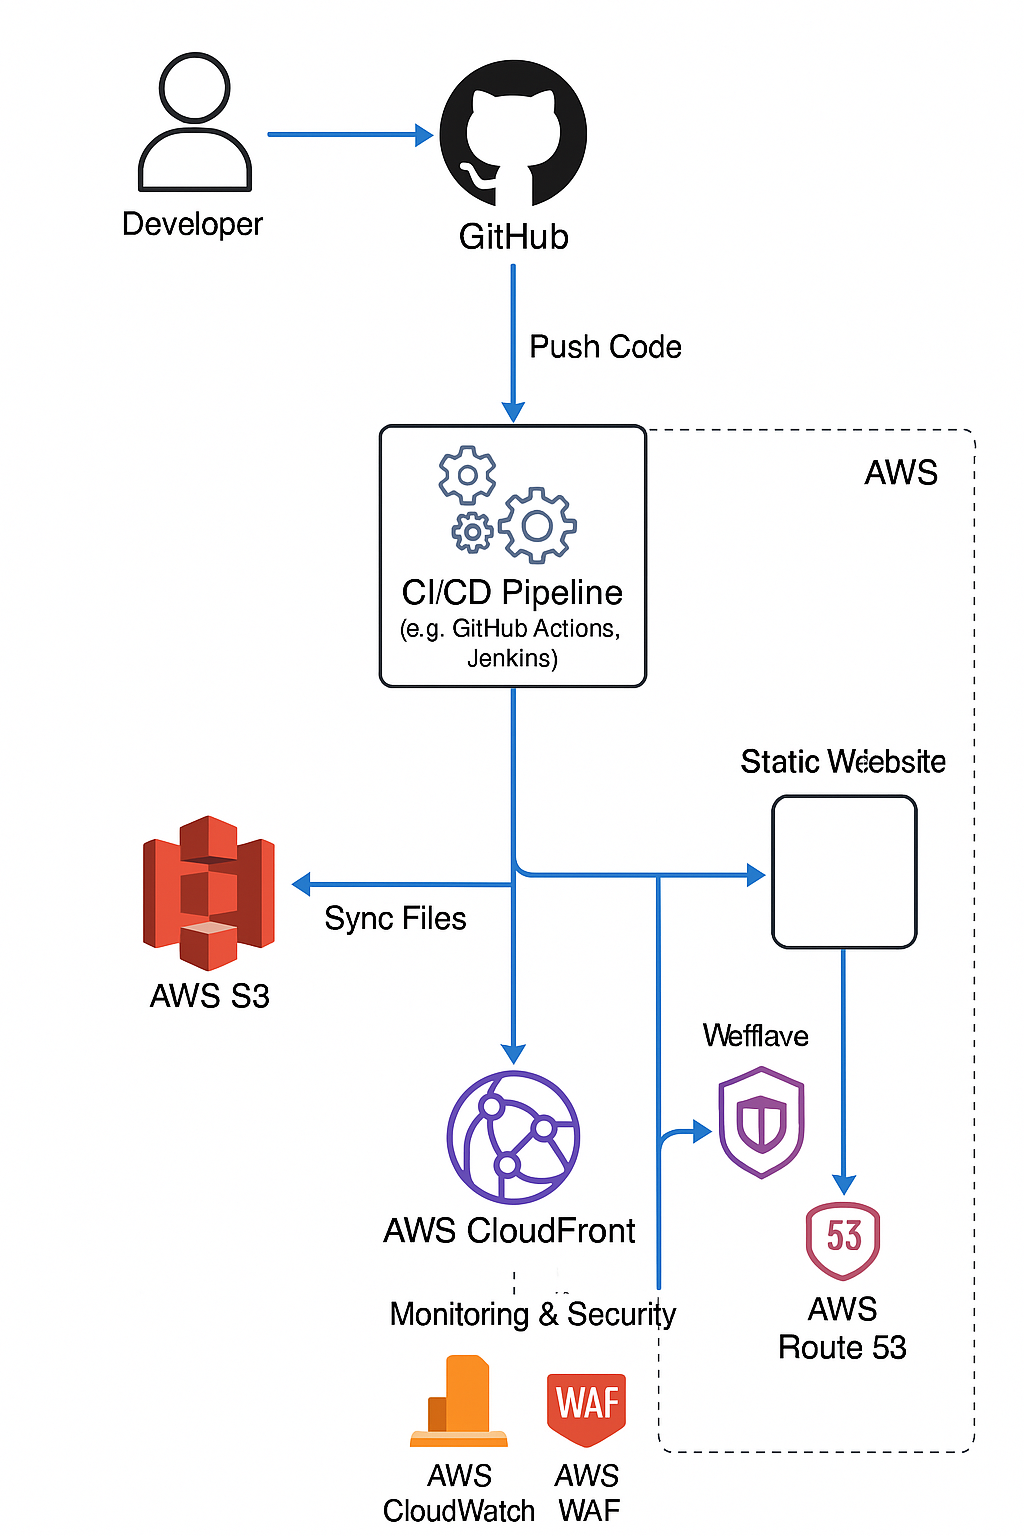 Developer
GitHub
Push Code
AWS
CI/CD Pipeline
(e.g. GitHub Actions,
Jenkins)
Static Weebsite
Sync Files
AWS S3
Wefflave
53
AWS CloudFront
AWS
Route 53
Monitoring & Security
WAF
AWS
CloudWatch
AWS
WAF